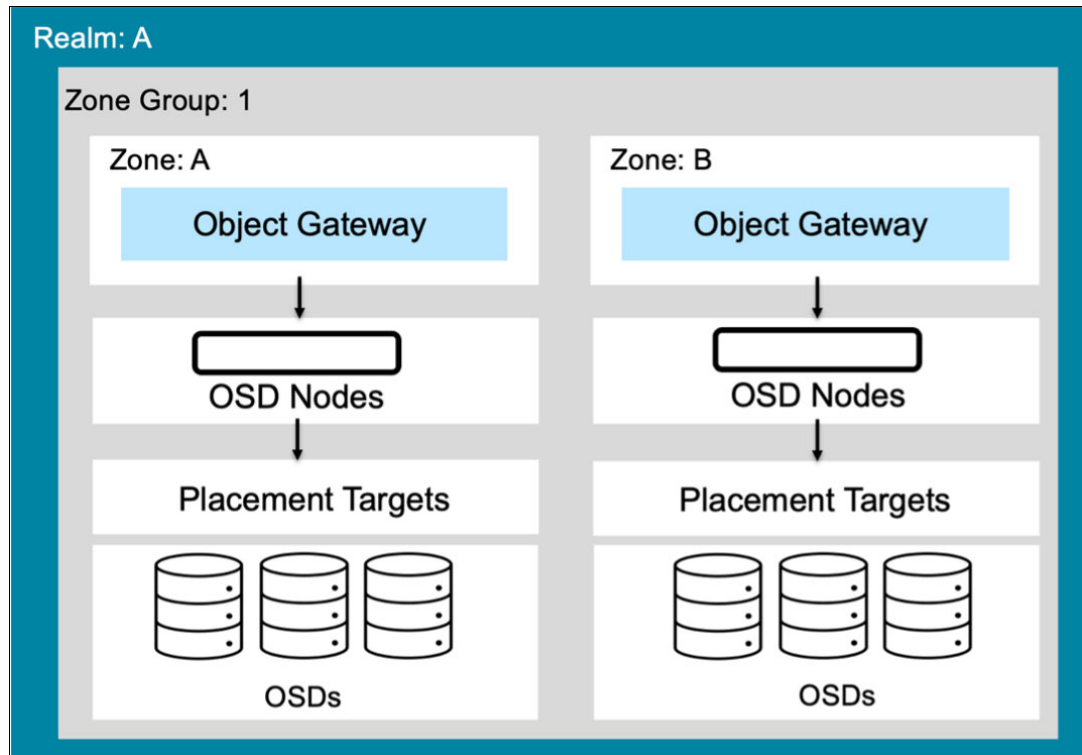 Realm: A
Zone Group: 1
Zone: A
Object Gateway
OSD Nodes
Placement Targets
OSDs
Zone: B
Object Gateway
OSD Nodes
Placement Targets
OSDs